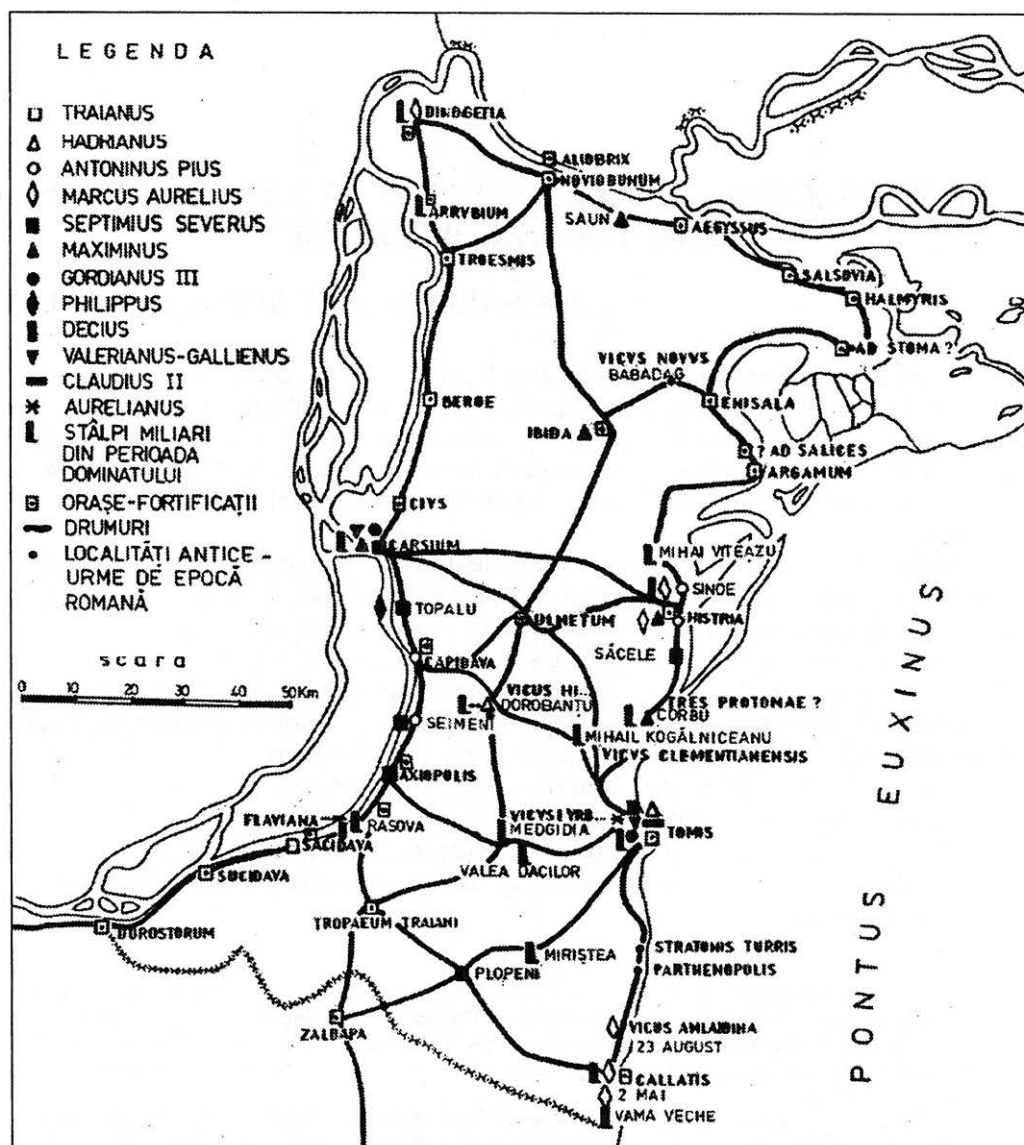 LEGENDA
TRAIANUS
HADRIANUS
ANTONINUS PIUS
MARCUS AURELIUS
SEPTIMIUS SEVERUS
MAXIMINUS
GORDIANUS III
PHILIPPUS
DECIUS
VALERIANUS-GALLIENUS
CLAUDIUS II
AURELIANUS
STÂLPI MILIARI
DIN PERIOADA
DOMINATULUI
ORAȘE-FORTIFICAȚII
DRUMURI
LOCALITĂȚI ANTICE -
URME DE EPOCĂ
ROMANĂ
scara
0 10 20 30 40 50 Km
DINOGETIA
ALIOBRIX
NOVIODUNUM
ARRUBIUM
SAUN
AEGYSSUS
TROESMIS
SALSOVIA
HALMYRIS
AD STOMA ?
VICVS NOVVS
BABADAG
BEROE
ENISALA
IBIDA
? AD SALICES
ARGAMUM
CIVS
CARSIUM
MIHAI VITEAZU
SINOE
TOPALU
ULMETUM
HISTRIA
SĂCELE
CAPIDAVA
VICUS HI...
DOROBANȚU
TRES PROTOMAE ?
CORBU
SEIMENI
MIHAIL KOGĂLNICEANU
VICVS CLEMENTIANENSIS
AXIOPOLIS
FLAVIANA
RASOVA
MEDGIDIA
TOMIS
SACIDAVA
VALEA DACILOR
SUCIDAVA
TROPAEUM TRAIANI
DUROSTORUM
MIRIȘTEA
STRATONIS TURRIS
PARTHENOPOLIS
PLOPENI
ZALDAPA
VICUS AMLAIDINA
23 AUGUST
CALLATIS
2 MAI
VAMA VECHE
PONTUS EUXINUS